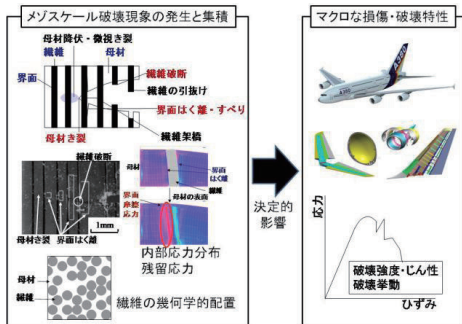 メゾスケール破壊現象の発生と集積
母材降伏・微視き裂
繊維
母材
界面
繊維破断
繊維の引抜け
界面はく離・すべり
繊維架橋
母材き裂
繊維破断
母材き裂
界面はく離
1mm
母材
界面
はく離
繊維
母材の表面
界面
摩擦
応力
内部応力分布
残留応力
母材
繊維
繊維の幾何学的配置
決定的
影響
マクロな損傷・破壊特性
A380
応力
破壊強度・じん性
破壊挙動
ひずみ